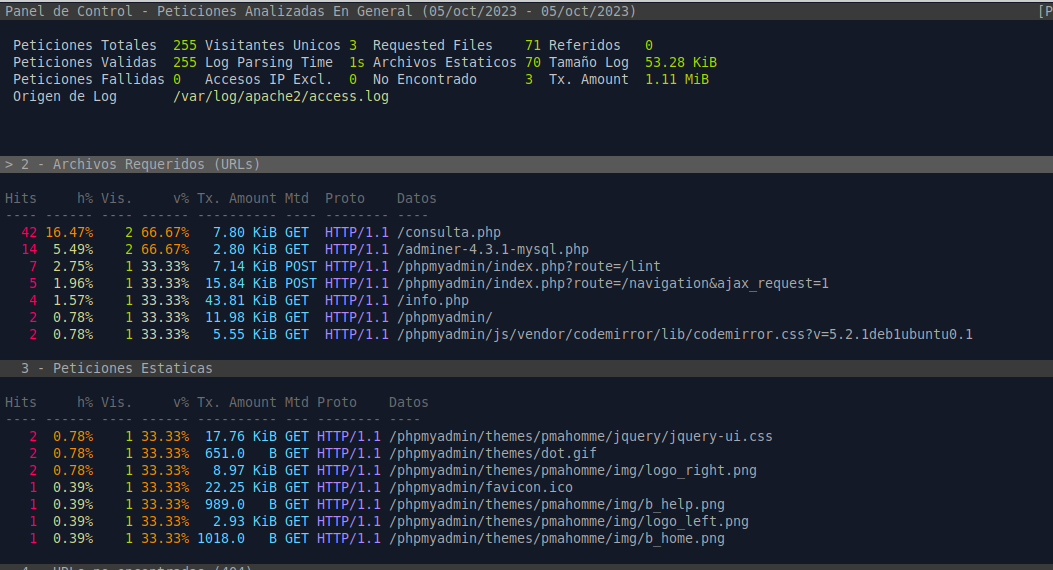 Panel de Control - Peticiones Analizadas En General (05/oct/2023 - 05/oct/2023) [P
Peticiones Totales 255 Visitantes Unicos 3 Requested Files 71 Referidos 0
Peticiones Validas 255 Log Parsing Time 1s Archivos Estaticos 70 Tamaño Log 53.28 KiB
Peticiones Fallidas 0 Accesos IP Excl. 0 No Encontrado 3 Tx. Amount 1.11 MiB
Origen de Log /var/log/apache2/access.log
> 2 - Archivos Requeridos (URLs)
Hits h% Vis. v% Tx. Amount Mtd Proto Datos
---- ------ ---- ------ ---------- ---- -------- ----
42 16.47% 2 66.67% 7.80 KiB GET HTTP/1.1 /consulta.php
14 5.49% 2 66.67% 2.80 KiB GET HTTP/1.1 /adminer-4.3.1-mysql.php
7 2.75% 1 33.33% 7.14 KiB POST HTTP/1.1 /phpmyadmin/index.php?route=/lint
5 1.96% 1 33.33% 15.84 KiB POST HTTP/1.1 /phpmyadmin/index.php?route=/navigation&ajax_request=1
4 1.57% 1 33.33% 43.81 KiB GET HTTP/1.1 /info.php
2 0.78% 1 33.33% 11.98 KiB GET HTTP/1.1 /phpmyadmin/
2 0.78% 1 33.33% 5.55 KiB GET HTTP/1.1 /phpmyadmin/js/vendor/codemirror/lib/codemirror.css?v=5.2.1deb1ubuntu0.1
3 - Peticiones Estaticas
Hits h% Vis. v% Tx. Amount Mtd Proto Datos
---- ------ ---- ------ ---------- --- -------- ----
2 0.78% 1 33.33% 17.76 KiB GET HTTP/1.1 /phpmyadmin/themes/pmahomme/jquery/jquery-ui.css
2 0.78% 1 33.33% 651.0 B GET HTTP/1.1 /phpmyadmin/themes/dot.gif
2 0.78% 1 33.33% 8.97 KiB GET HTTP/1.1 /phpmyadmin/themes/pmahomme/img/logo_right.png
1 0.39% 1 33.33% 22.25 KiB GET HTTP/1.1 /phpmyadmin/favicon.ico
1 0.39% 1 33.33% 989.0 B GET HTTP/1.1 /phpmyadmin/themes/pmahomme/img/b_help.png
1 0.39% 1 33.33% 2.93 KiB GET HTTP/1.1 /phpmyadmin/themes/pmahomme/img/logo_left.png
1 0.39% 1 33.33% 1018.0 B GET HTTP/1.1 /phpmyadmin/themes/pmahomme/img/b_home.png
4 - URLs no encontrados (404)